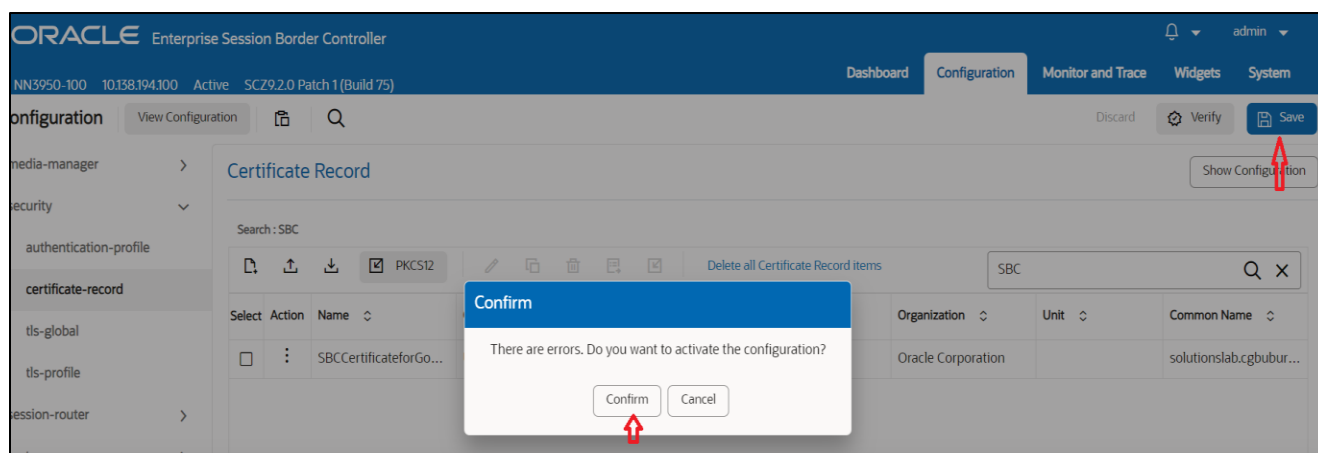 ORACLE Enterprise Session Border Controller
admin
NN3950-100 10.138.194.100 Active SCZ9.2.0 Patch 1 (Build 75)
Dashboard Configuration Monitor and Trace Widgets System
onfiguration View Configuration Discard Verify Save
media-manager
Certificate Record
Show Configuration
security
Search : SBC
authentication-profile
PKCS12 Delete all Certificate Record items SBC
certificate-record
Confirm
Select Action Name Organization Unit Common Name
tls-global
There are errors. Do you want to activate the configuration?
SBCCertificateforGo... Oracle Corporation solutionslab.cgbubur...
tls-profile
Confirm Cancel
session-router